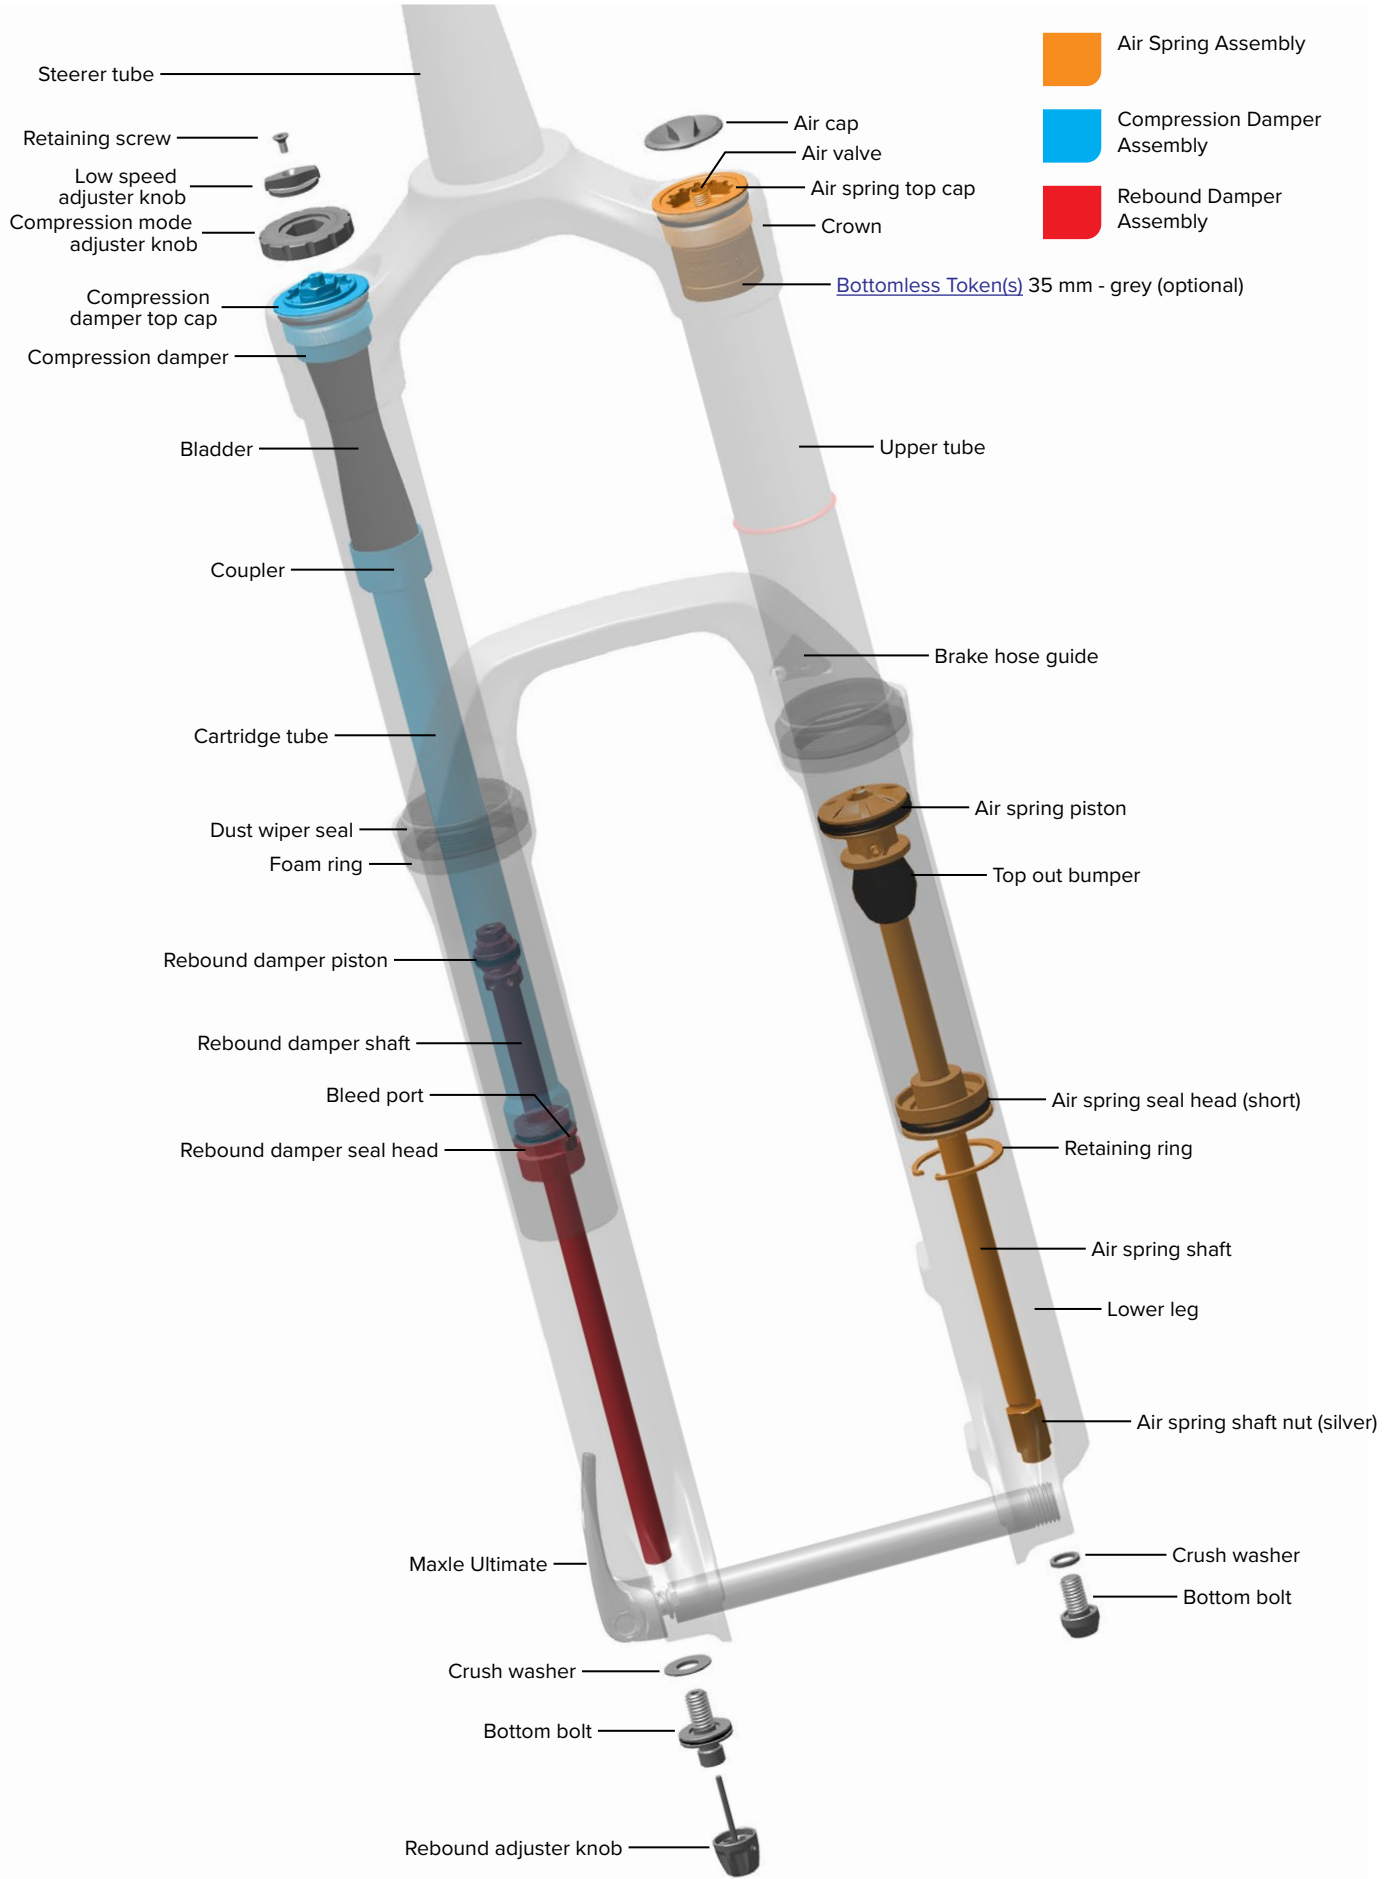 Air Spring Assembly
Compression Damper
Assembly
Rebound Damper
Assembly
Steerer tube
Retaining screw
Low speed
adjuster knob
Compression mode
adjuster knob
Compression
damper top cap
Compression damper
Bladder
Coupler
Cartridge tube
Dust wiper seal
Foam ring
Rebound damper piston
Rebound damper shaft
Bleed port
Rebound damper seal head
Maxle Ultimate
Crush washer
Bottom bolt
Rebound adjuster knob
Air cap
Air valve
Air spring top cap
Crown
Bottomless Token(s) 35 mm - grey (optional)
Upper tube
Brake hose guide
Air spring piston
Top out bumper
Air spring seal head (short)
Retaining ring
Air spring shaft
Lower leg
Air spring shaft nut (silver)
Crush washer
Bottom bolt